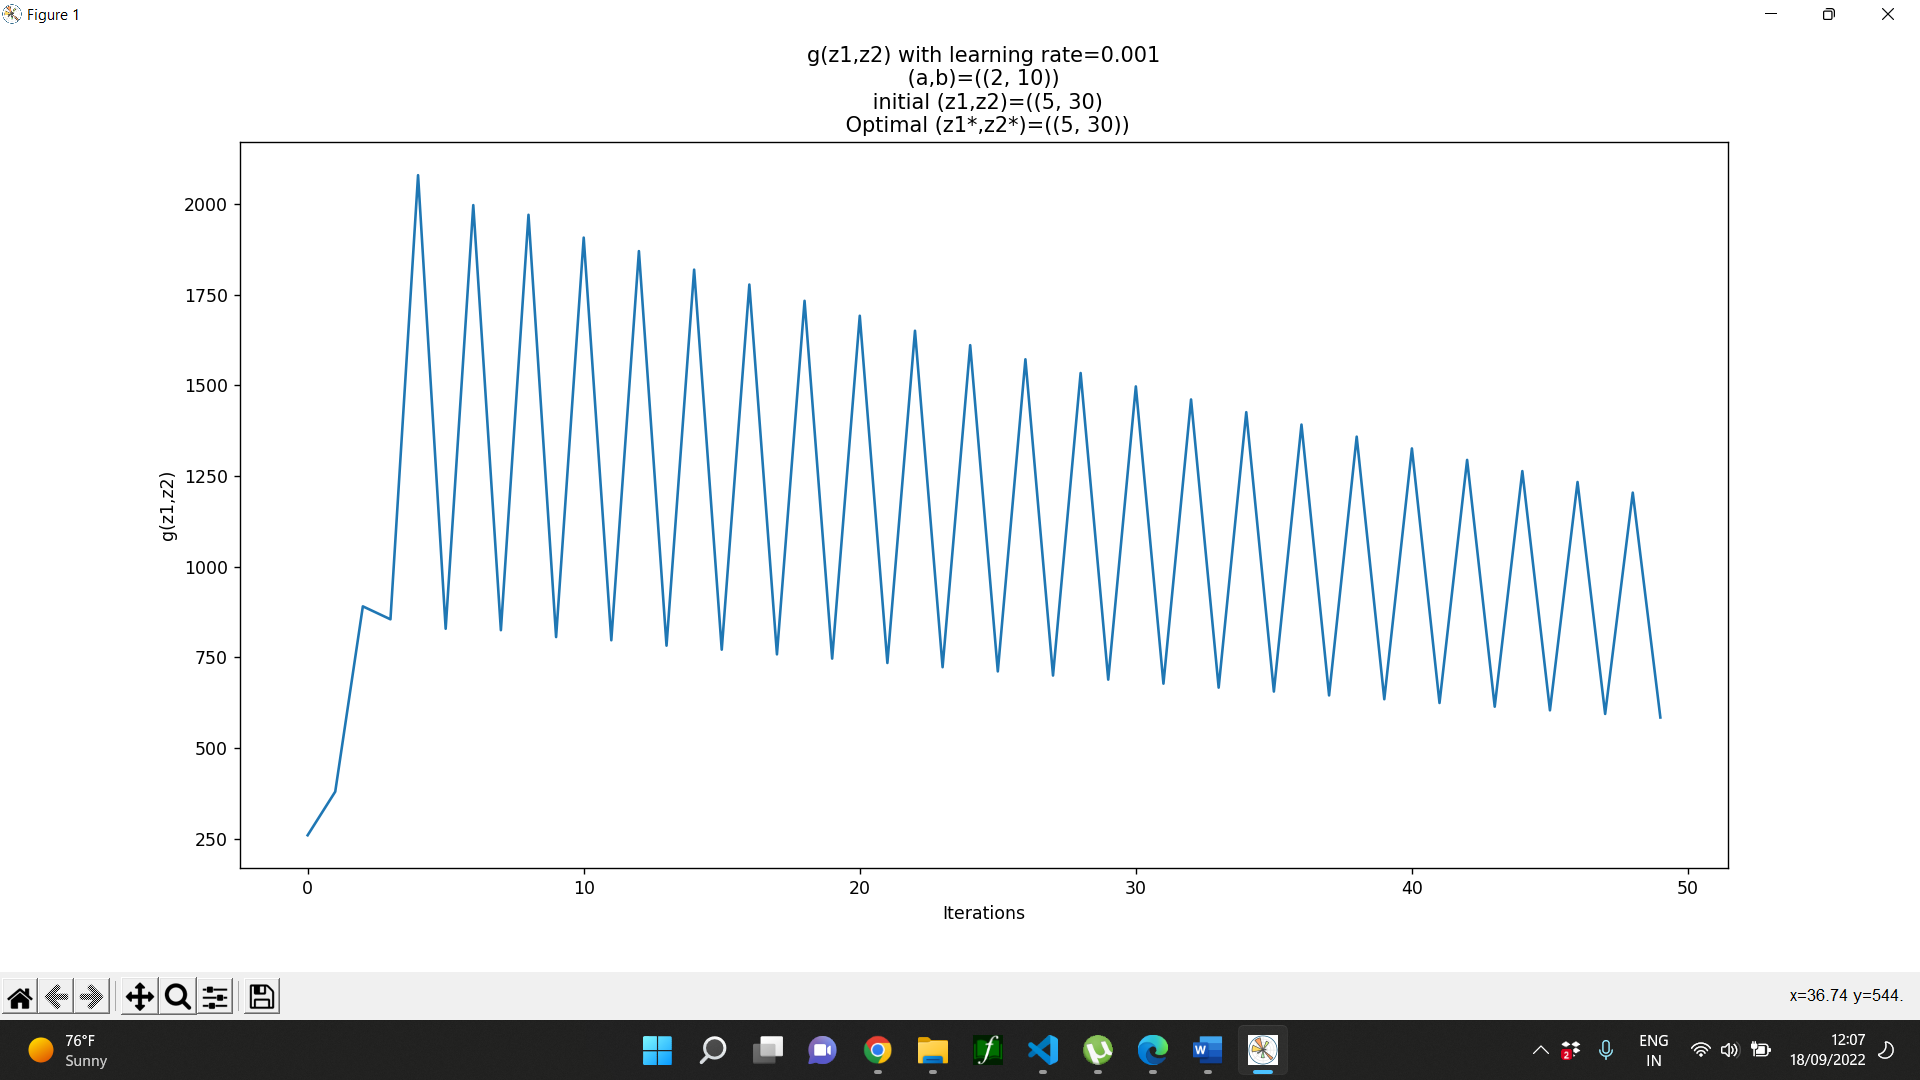 Figure 1
g(z1,z2) with learning rate=0.001
(a,b)=((2, 10))
initial (z1,z2)=((5, 30)
Optimal (z1*,z2*)=((5, 30))
2000
1750
1500
1250
1000
750
500
250
g(z1,z2)
0 10 20 30 40 50
Iterations
x=36.74 y=544.
76°F
Sunny
f
W
2
ENG
IN
12:07
18/09/2022